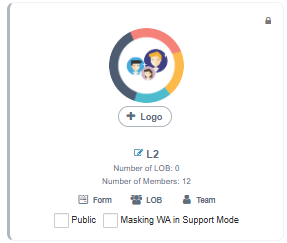 + Logo
L2
Number of LOB: 0
Number of Members: 12
Form LOB Team
Public Masking WA in Support Mode